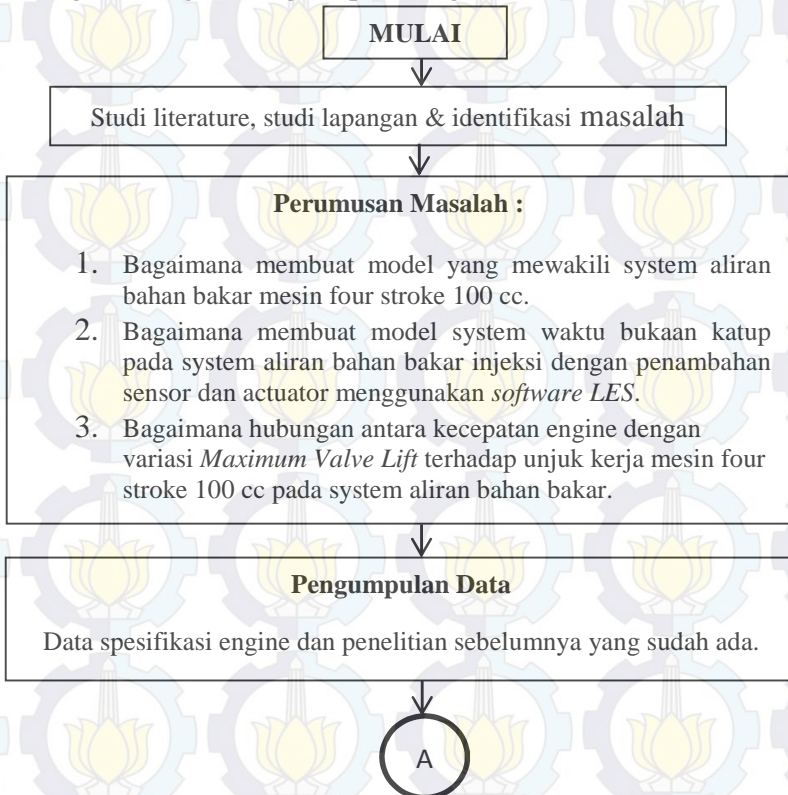 MULAI
Studi literature, studi lapangan & identifikasi masalah
Perumusan Masalah :
1. Bagaimana membuat model yang mewakili system aliran
bahan bakar mesin four stroke 100 cc.
2. Bagaimana membuat model system waktu bukaan katup
pada system aliran bahan bakar injeksi dengan penambahan
sensor dan actuator menggunakan software LES.
3. Bagaimana hubungan antara kecepatan engine dengan
variasi Maximum Valve Lift terhadap unjuk kerja mesin four
stroke 100 cc pada system aliran bahan bakar.
Pengumpulan Data
Data spesifikasi engine dan penelitian sebelumnya yang sudah ada.
A